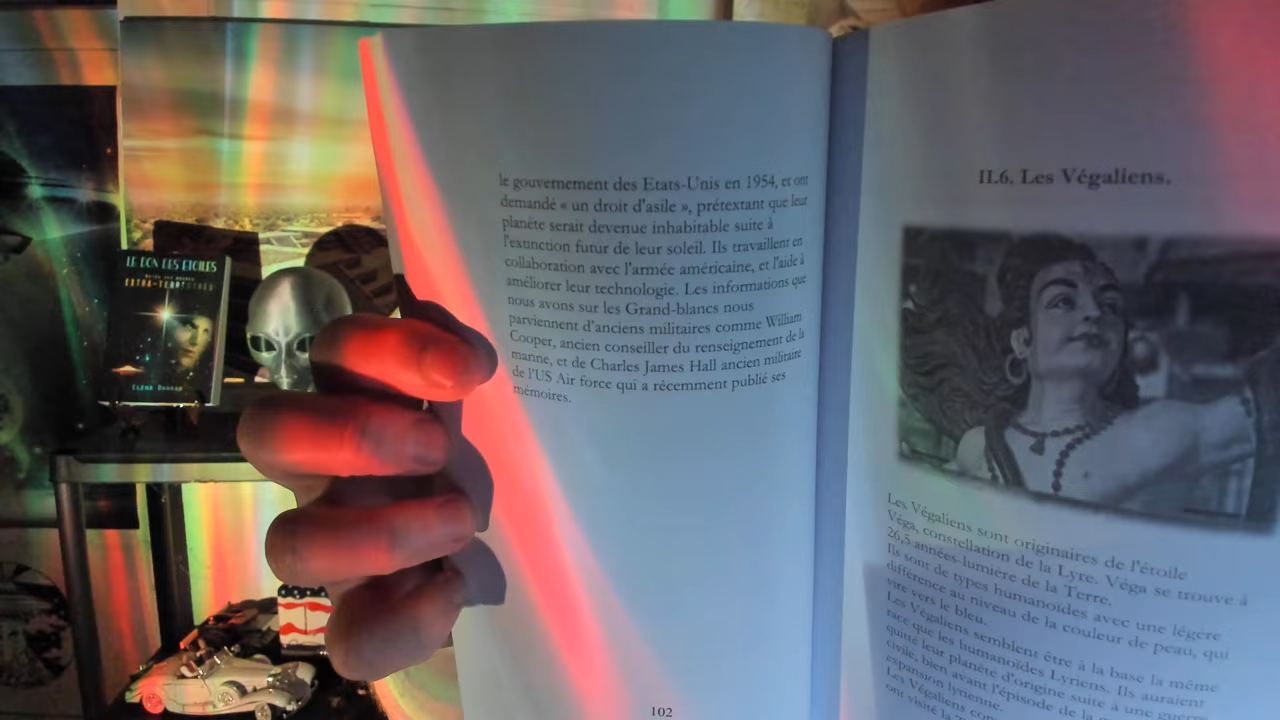 LE DON DES ETOILES
EXTRA-TERRESTRES
ELENA DANAAN
le gouvernement des Etats-Unis en 1954, et ont
demandé « un droit d'asile », prétextant que leur
planète serait devenue inhabitable suite à
l'extinction futur de leur soleil. Ils travaillent en
collaboration avec l'armée américaine, et l'aide à
améliorer leur technologie. Les informations que
nous avons sur les Grand-blancs nous
parviennent d'anciens militaires comme William
Cooper, ancien conseiller du renseignement de la
marine, et de Charles James Hall ancien militaire
de l'US Air force qui a récemment publié ses
mémoires.
102
II.6. Les Végaliens.
Les Végaliens sont originaires de l'étoile
Véga, constellation de la Lyre. Véga se trouve à
26,5 années-lumière de la Terre.
Ils sont de types humanoïdes avec une légère
différence au niveau de la couleur de peau, qui
vire vers le bleu.
Les Végaliens semblent être à la base la même
race que les humanoïdes Lyriens. Ils auraient
quitté leur planète d'origine suite à une guerre
civile, bien avant l'épisode de la
expansion lyrienne.
Les Végaliens
ont visité la